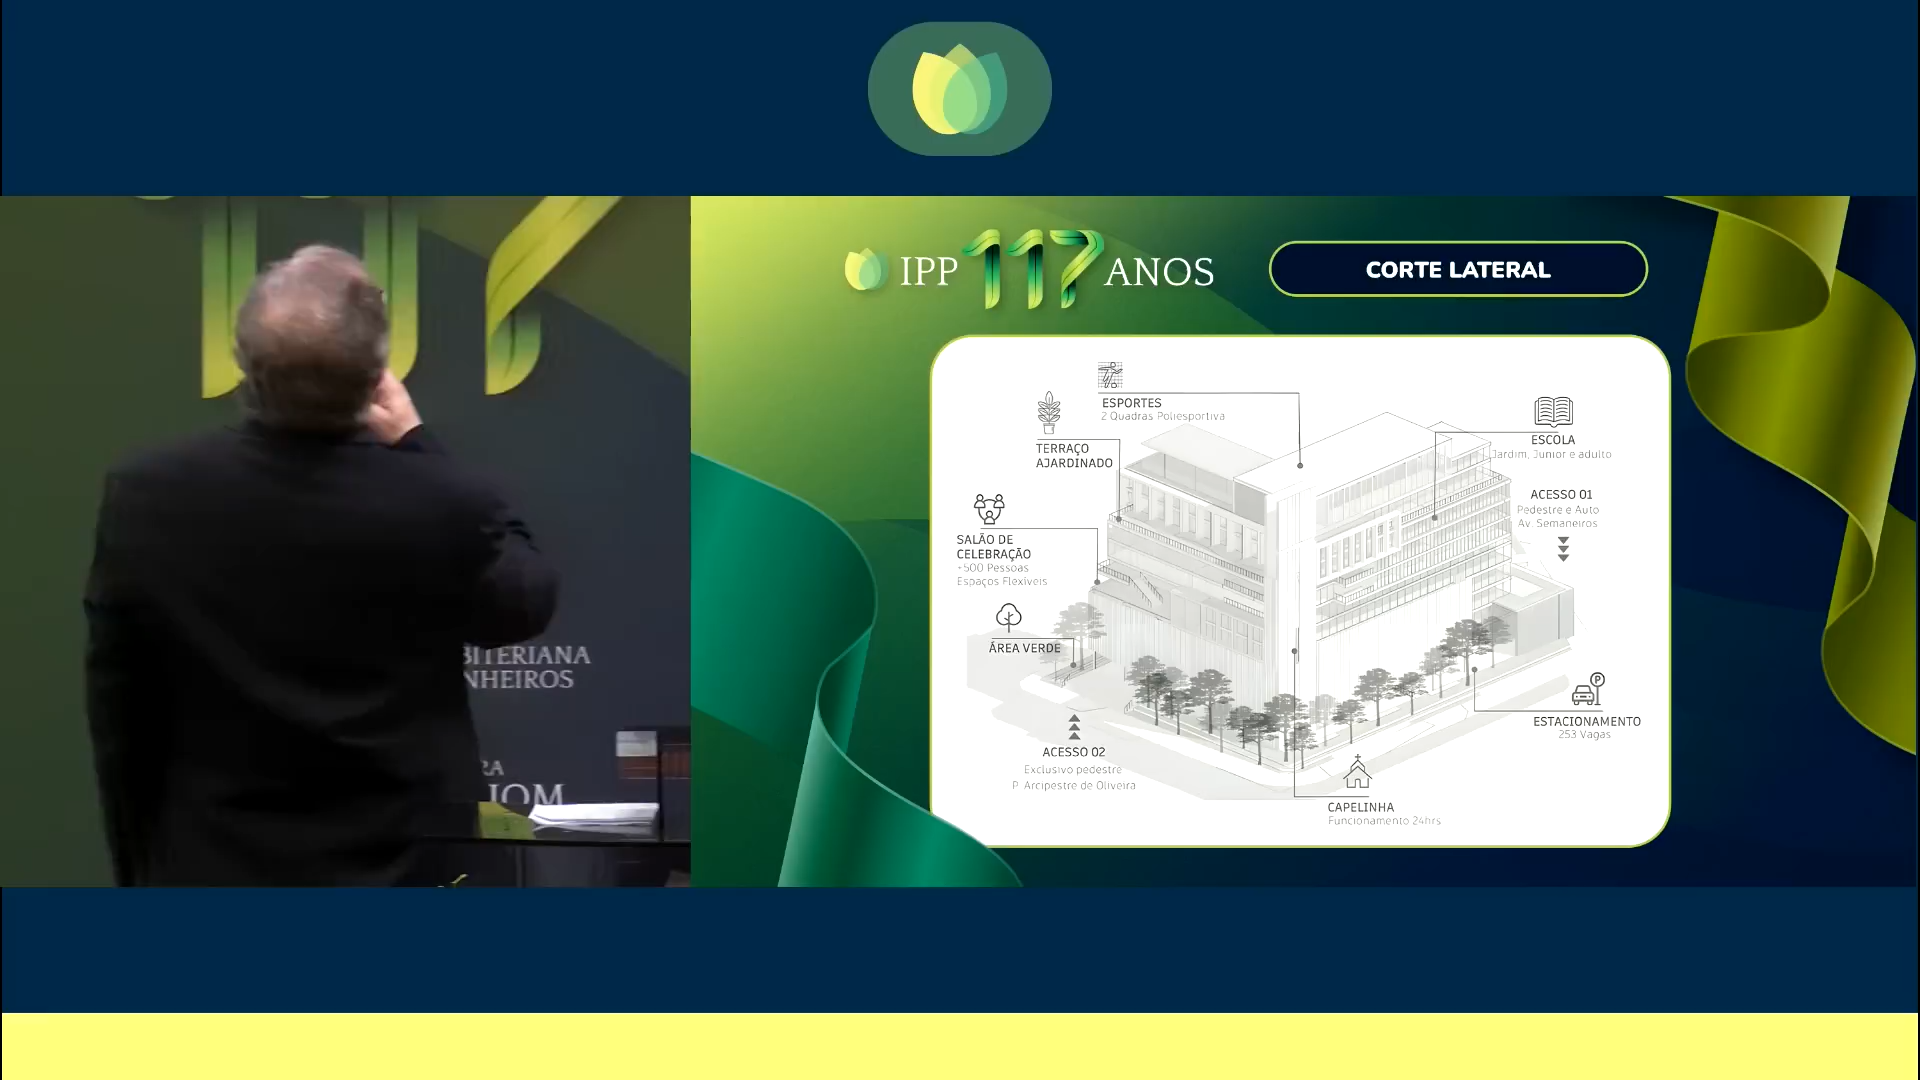 BITERIANA
NHEIROS
RA
IOM
IPP 117 ANOS
CORTE LATERAL
ESPORTES
2 Quadras Poliesportiva
TERRAÇO
AJARDINADO
SALÃO DE
CELEBRAÇÃO
+500 Pessoas
Espaços Flexíveis
ÁREA VERDE
ACESSO 02
Exclusivo pedestre
P. Arcipestre de Oliveira
ESCOLA
Jardim, Junior e adulto
ACESSO 01
Pedestre e Auto
Av. Semaneiros
P
ESTACIONAMENTO
253 Vagas
CAPELINHA
Funcionamento 24hrs